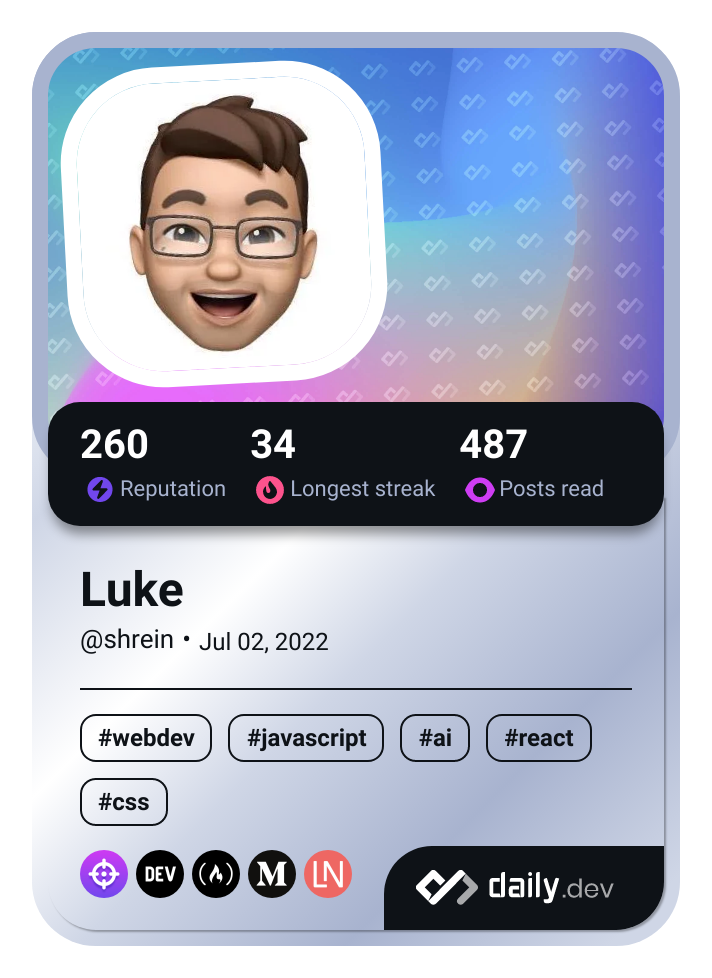 260 34 487
Reputation Longest streak Posts read
Luke
@shrein • Jul 02, 2022
#webdev #javascript #ai #react
#css
DEV M LN daily.dev